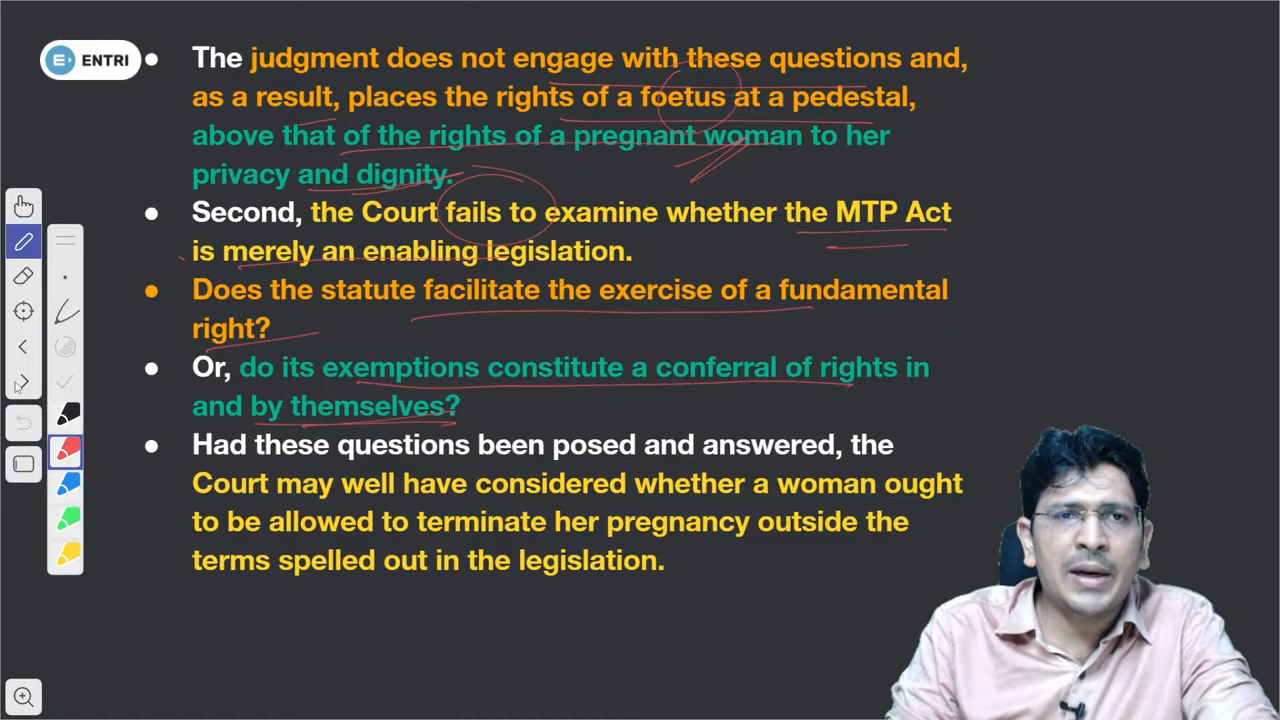 ENTRI
The judgment does not engage with these questions and,
as a result, places the rights of a foetus at a pedestal,
above that of the rights of a pregnant woman to her
privacy and dignity.
Second, the Court fails to examine whether the MTP Act
is merely an enabling legislation.
Does the statute facilitate the exercise of a fundamental
right?
Or, do its exemptions constitute a conferral of rights in
and by themselves?
Had these questions been posed and answered, the
Court may well have considered whether a woman ought
to be allowed to terminate her pregnancy outside the
terms spelled out in the legislation.